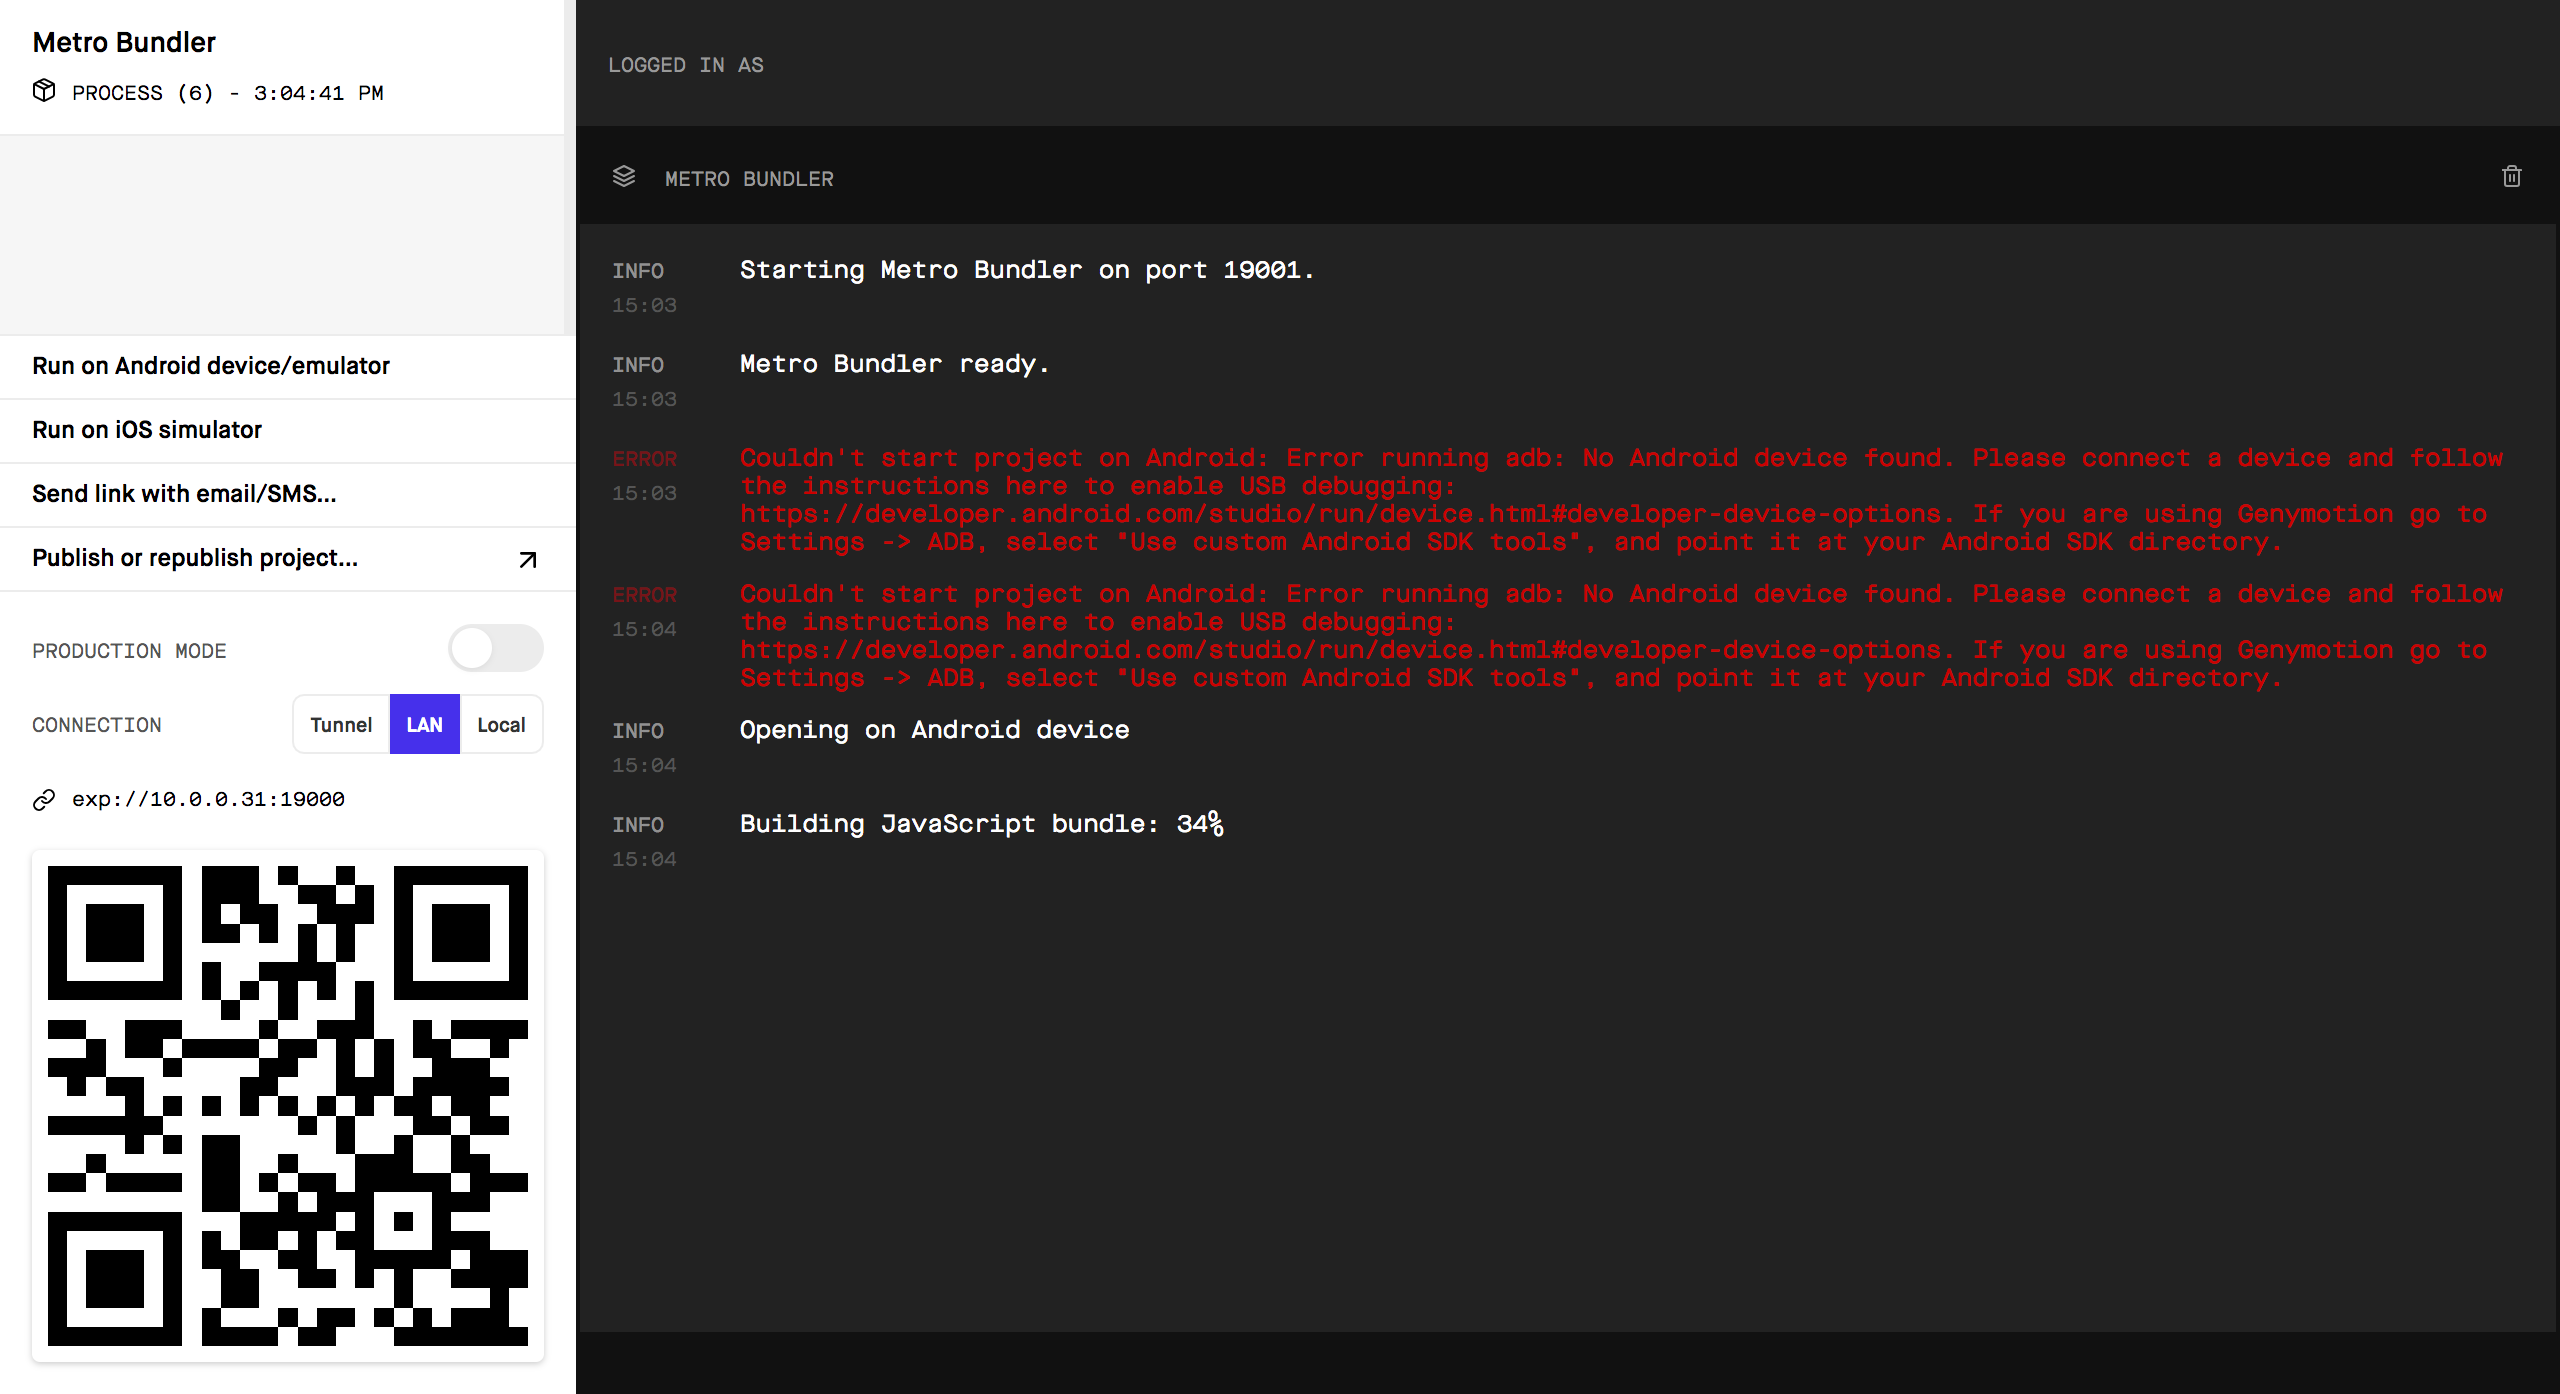 Metro Bundler
PROCESS (6) - 3:04:41 PM
Run on Android device/emulator
Run on iOS simulator
Send link with email/SMS...
Publish or republish project...
PRODUCTION MODE
CONNECTION
Tunnel LAN Local
exp://10.0.0.31:19000
LOGGED IN AS
METRO BUNDLER
INFO Starting Metro Bundler on port 19001.
15:03
INFO Metro Bundler ready.
15:03
ERROR Couldn't start project on Android: Error running adb: No Android device found. Please connect a device and follow
15:03 the instructions here to enable USB debugging:
https://developer.android.com/studio/run/device.html#developer-device-options. If you are using Genymotion go to
Settings -> ADB, select "Use custom Android SDK tools", and point it at your Android SDK directory.
ERROR Couldn't start project on Android: Error running adb: No Android device found. Please connect a device and follow
15:04 the instructions here to enable USB debugging:
https://developer.android.com/studio/run/device.html#developer-device-options. If you are using Genymotion go to
Settings -> ADB, select "Use custom Android SDK tools", and point it at your Android SDK directory.
INFO Opening on Android device
15:04
INFO Building JavaScript bundle: 34%
15:04